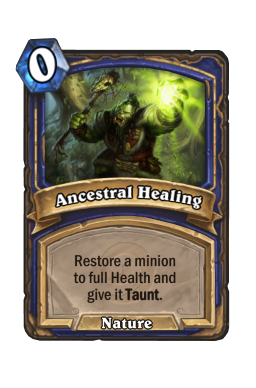 0
Ancestral Healing
Restore a minion
to full Health and
give it Taunt.
Nature